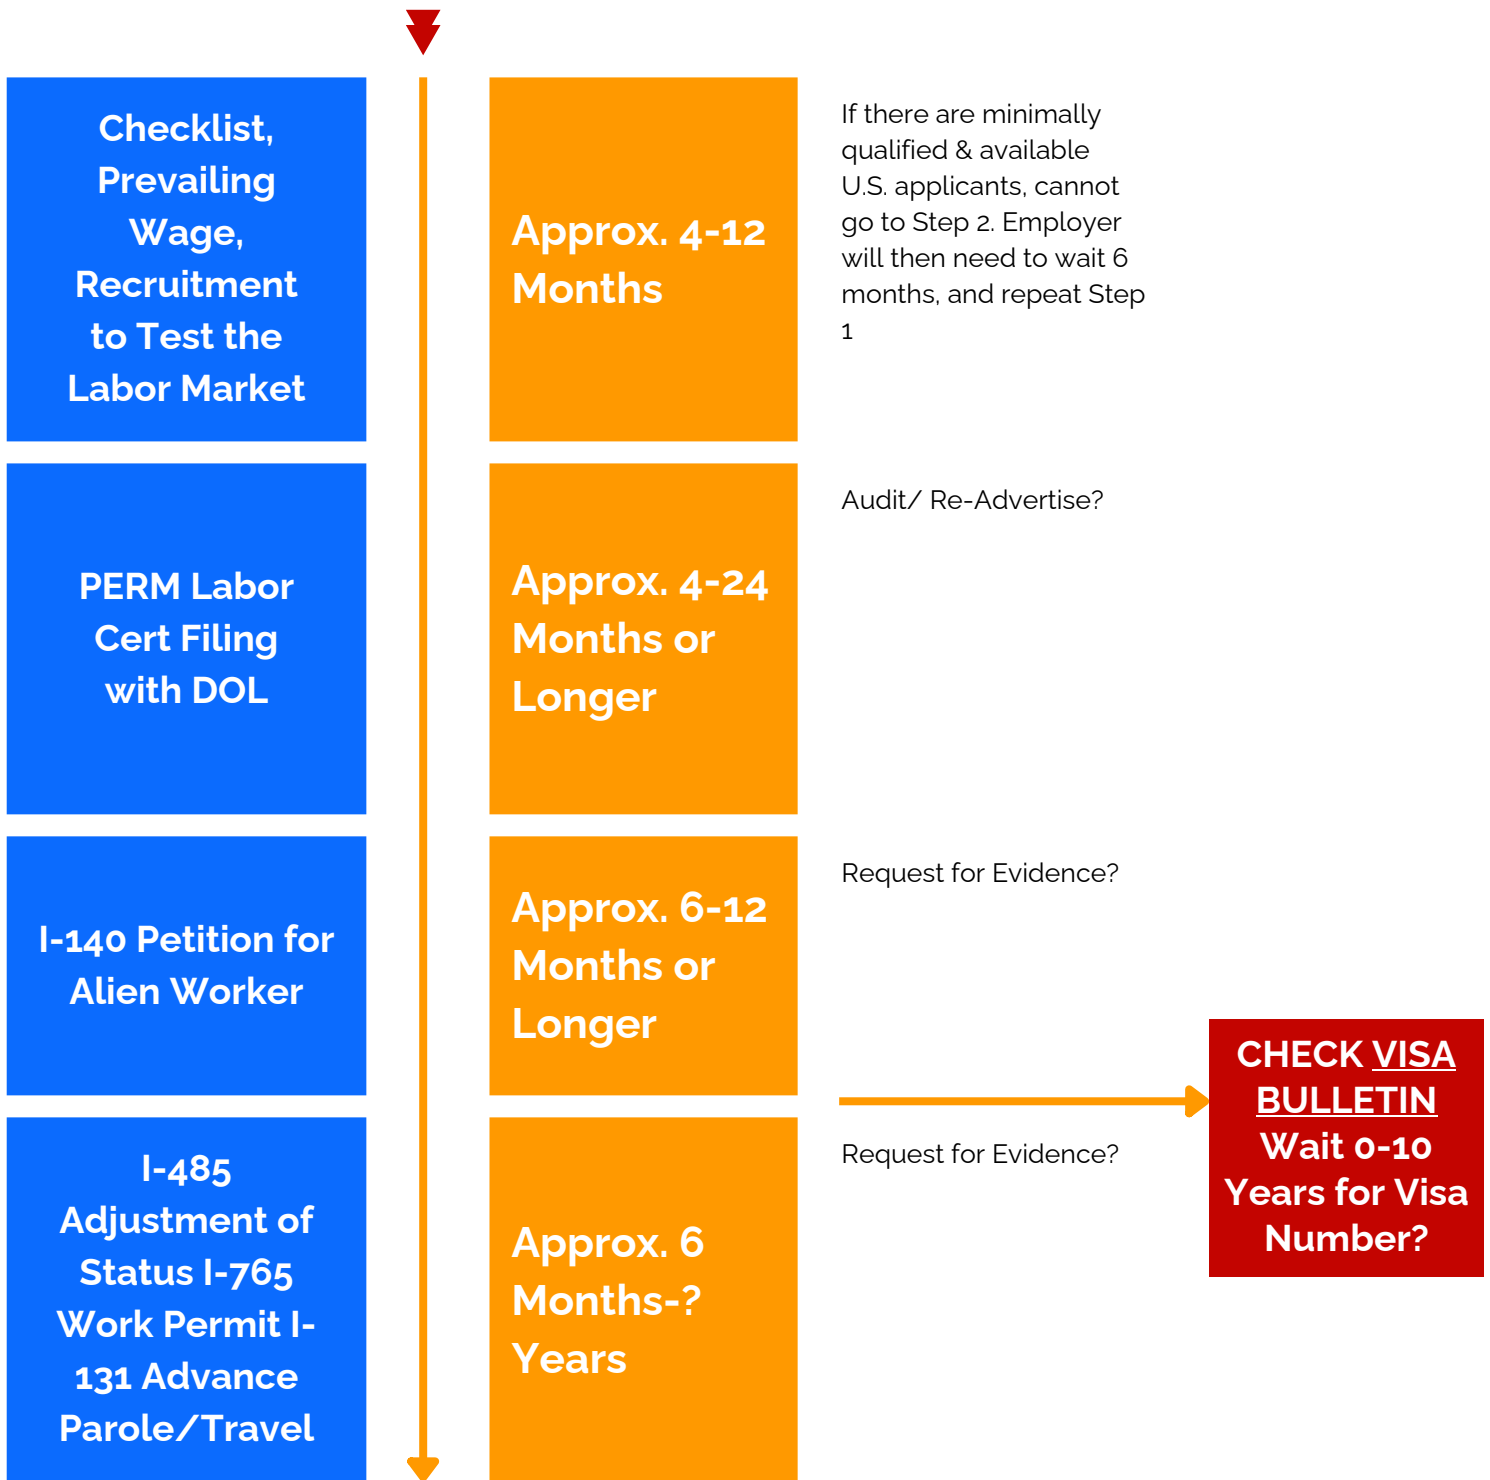 Checklist,
Prevailing
Wage,
Recruitment
to Test the
Labor Market
Approx. 4-12
Months
If there are minimally
qualified & available
U.S. applicants, cannot
go to Step 2. Employer
will then need to wait 6
months, and repeat Step
1
PERM Labor
Cert Filing
with DOL
Approx. 4-24
Months or
Longer
Audit/ Re-Advertise?
I-140 Petition for
Alien Worker
Approx. 6-12
Months or
Longer
Request for Evidence?
CHECK VISA
BULLETIN
Wait 0-10
Years for Visa
Number?
I-485
Adjustment of
Status I-765
Work Permit I-
131 Advance
Parole/Travel
Approx. 6
Months-?
Years
Request for Evidence?